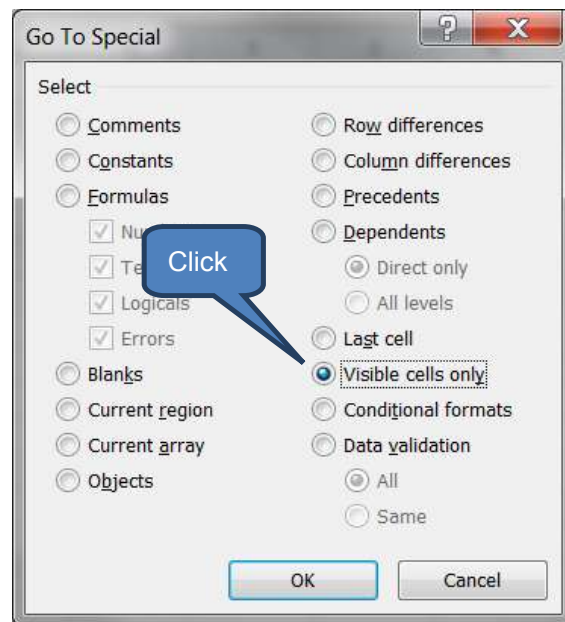 Go To Special
Select
Comments
Constants
Formulas
Logicals
Errors
Blanks
Current region
Current array
Objects
Row differences
Column differences
Precedents
Dependents
Direct only
All levels
Last cell
Visible cells only
Conditional formats
Data validation
All
Same
Click
OK
Cancel